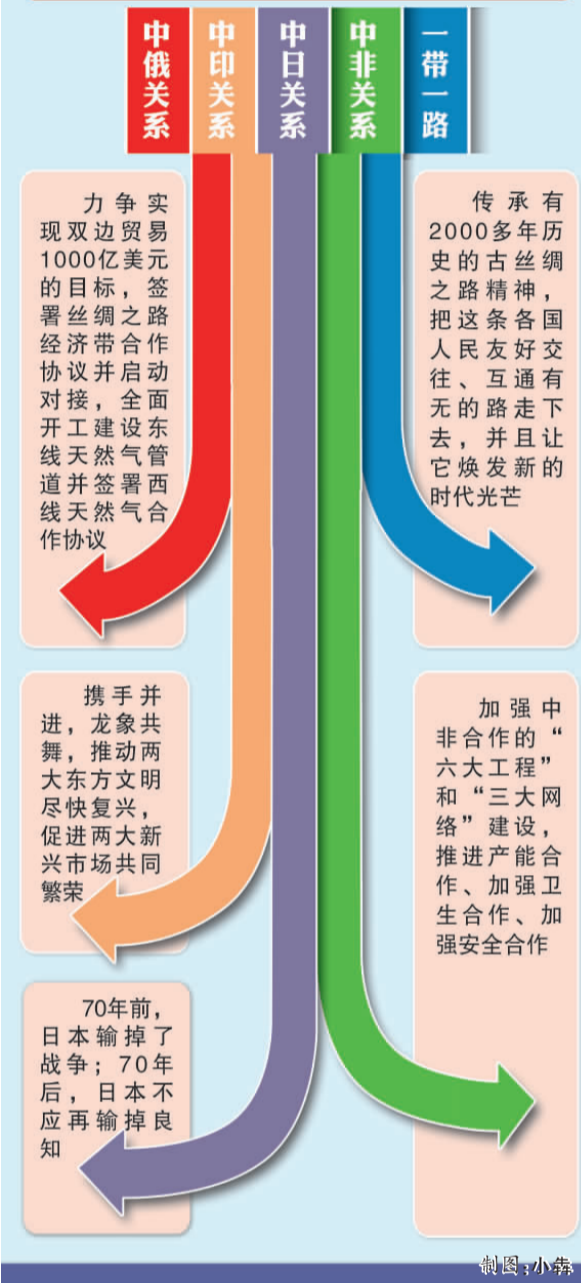 中俄关系
中印关系
中日关系
中非关系
一带一路
力争实
现双边贸易
1000亿美元
的目标，签
署丝绸之路
经济带合作
协议并启动
对接，全面
开工建设东
线天然气管
道并签署西
线天然气合
作协议
传承有
2000多年历
史的古丝绸
之路精神，
把这条各国
人民友好交
往、互通有
无的路走下
去，并且让
它焕发新的
时代光芒
携手并
进，龙象共
舞，推动两
大东方文明
尽快复兴，
促进两大新
兴市场共同
繁荣
加强中
非合作的“
六大工程”
和“三大网
络”建设，
推进产能合
作、加强卫
生合作、加
强安全合作
70年前，
日本输掉了
战争；70年
后，日本不
应再输掉良
知
制图：小犇